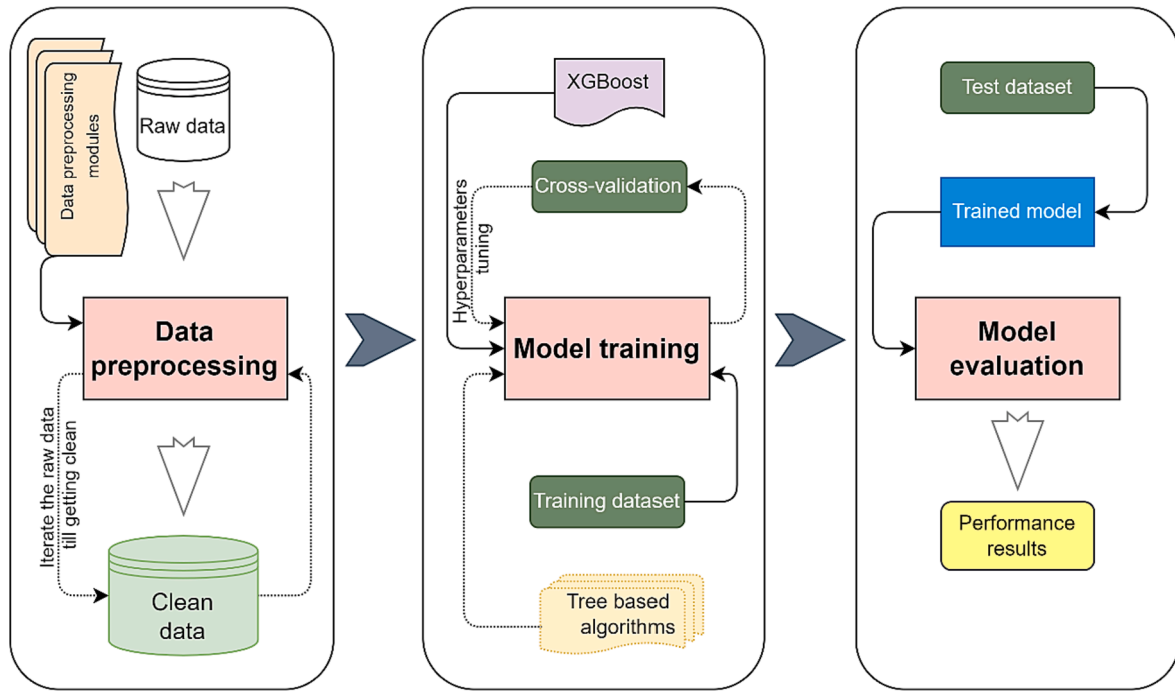 Data preprocessing
modules
Raw data
Data
preprocessing
Iterate the raw data
till getting clean
Clean
data
XGBoost
Cross-validation
Hyperparameters
tuning
Model training
Training dataset
Tree based
algorithms
Test dataset
Trained model
Model
evaluation
Performance
results